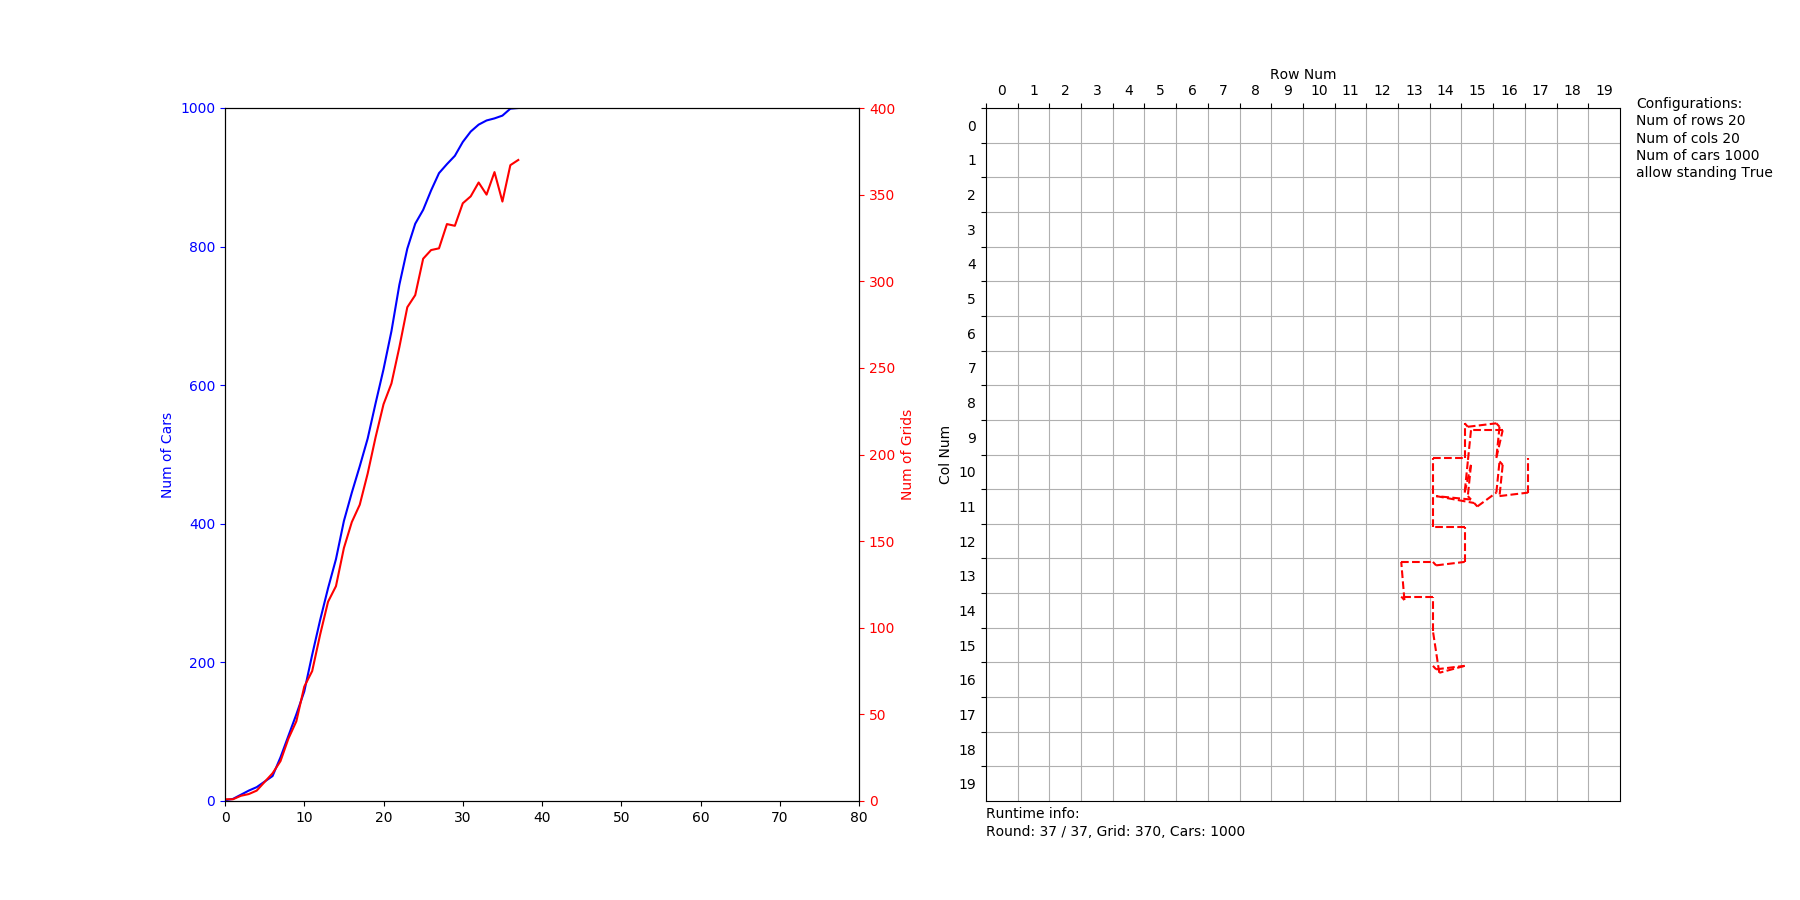 Num of Cars
1000
800
600
400
200
0
0 10 20 30 40 50 60 70 80
400
350
300
250
200
150
100
50
0
Num of Grids
Row Num
0 1 2 3 4 5 6 7 8 9 10 11 12 13 14 15 16 17 18 19
Col Num
0
1
2
3
4
5
6
7
8
9
10
11
12
13
14
15
16
17
18
19
Configurations:
Num of rows 20
Num of cols 20
Num of cars 1000
allow standing True
Runtime info:
Round: 37 / 37, Grid: 370, Cars: 1000